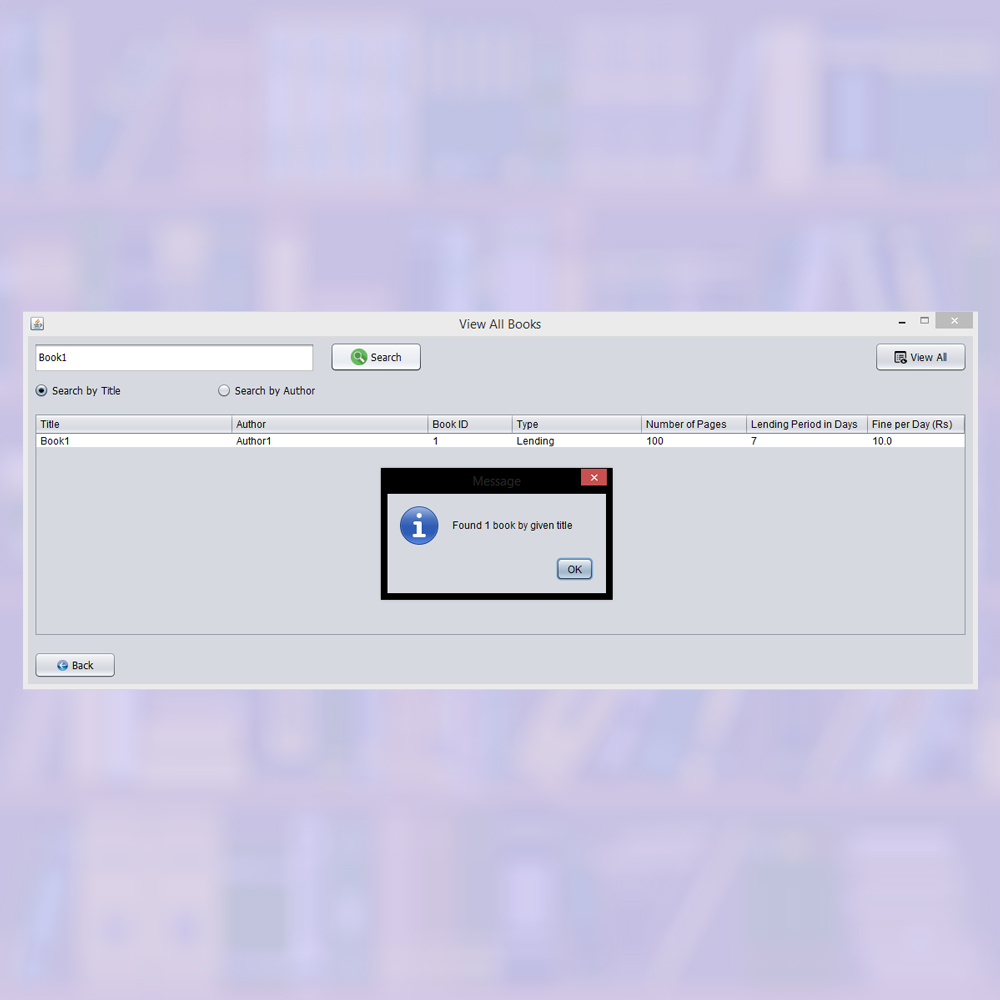 View All Books
Book1
Search
View All
Search by Title
Search by Author
Title Author Book ID Type Number of Pages Lending Period in Days Fine per Day (Rs)
Book1 Author1 1 Lending 100 7 10.0
Message
Found 1 book by given title
OK
Back